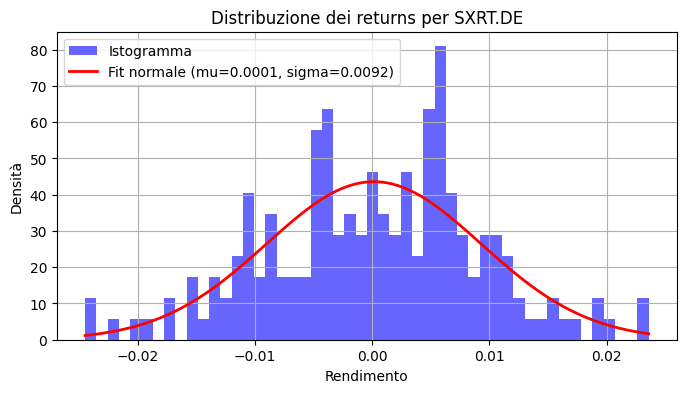 Distribuzione dei returns per SXRT.DE
Istogramma
Fit normale (mu=0.0001, sigma=0.0092)
Densità
80
70
60
50
40
30
20
10
0
−0.02 −0.01 0.00 0.01 0.02
Rendimento